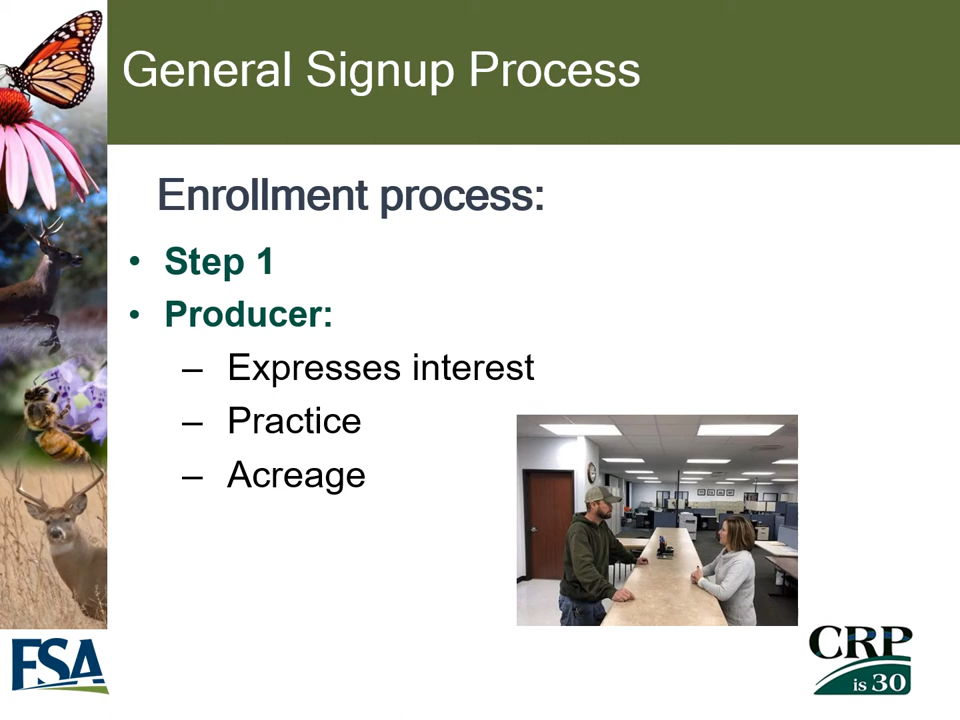 General Signup Process
Enrollment process:
• Step 1
• Producer:
– Expresses interest
– Practice
– Acreage
FSA
CRP
is 30